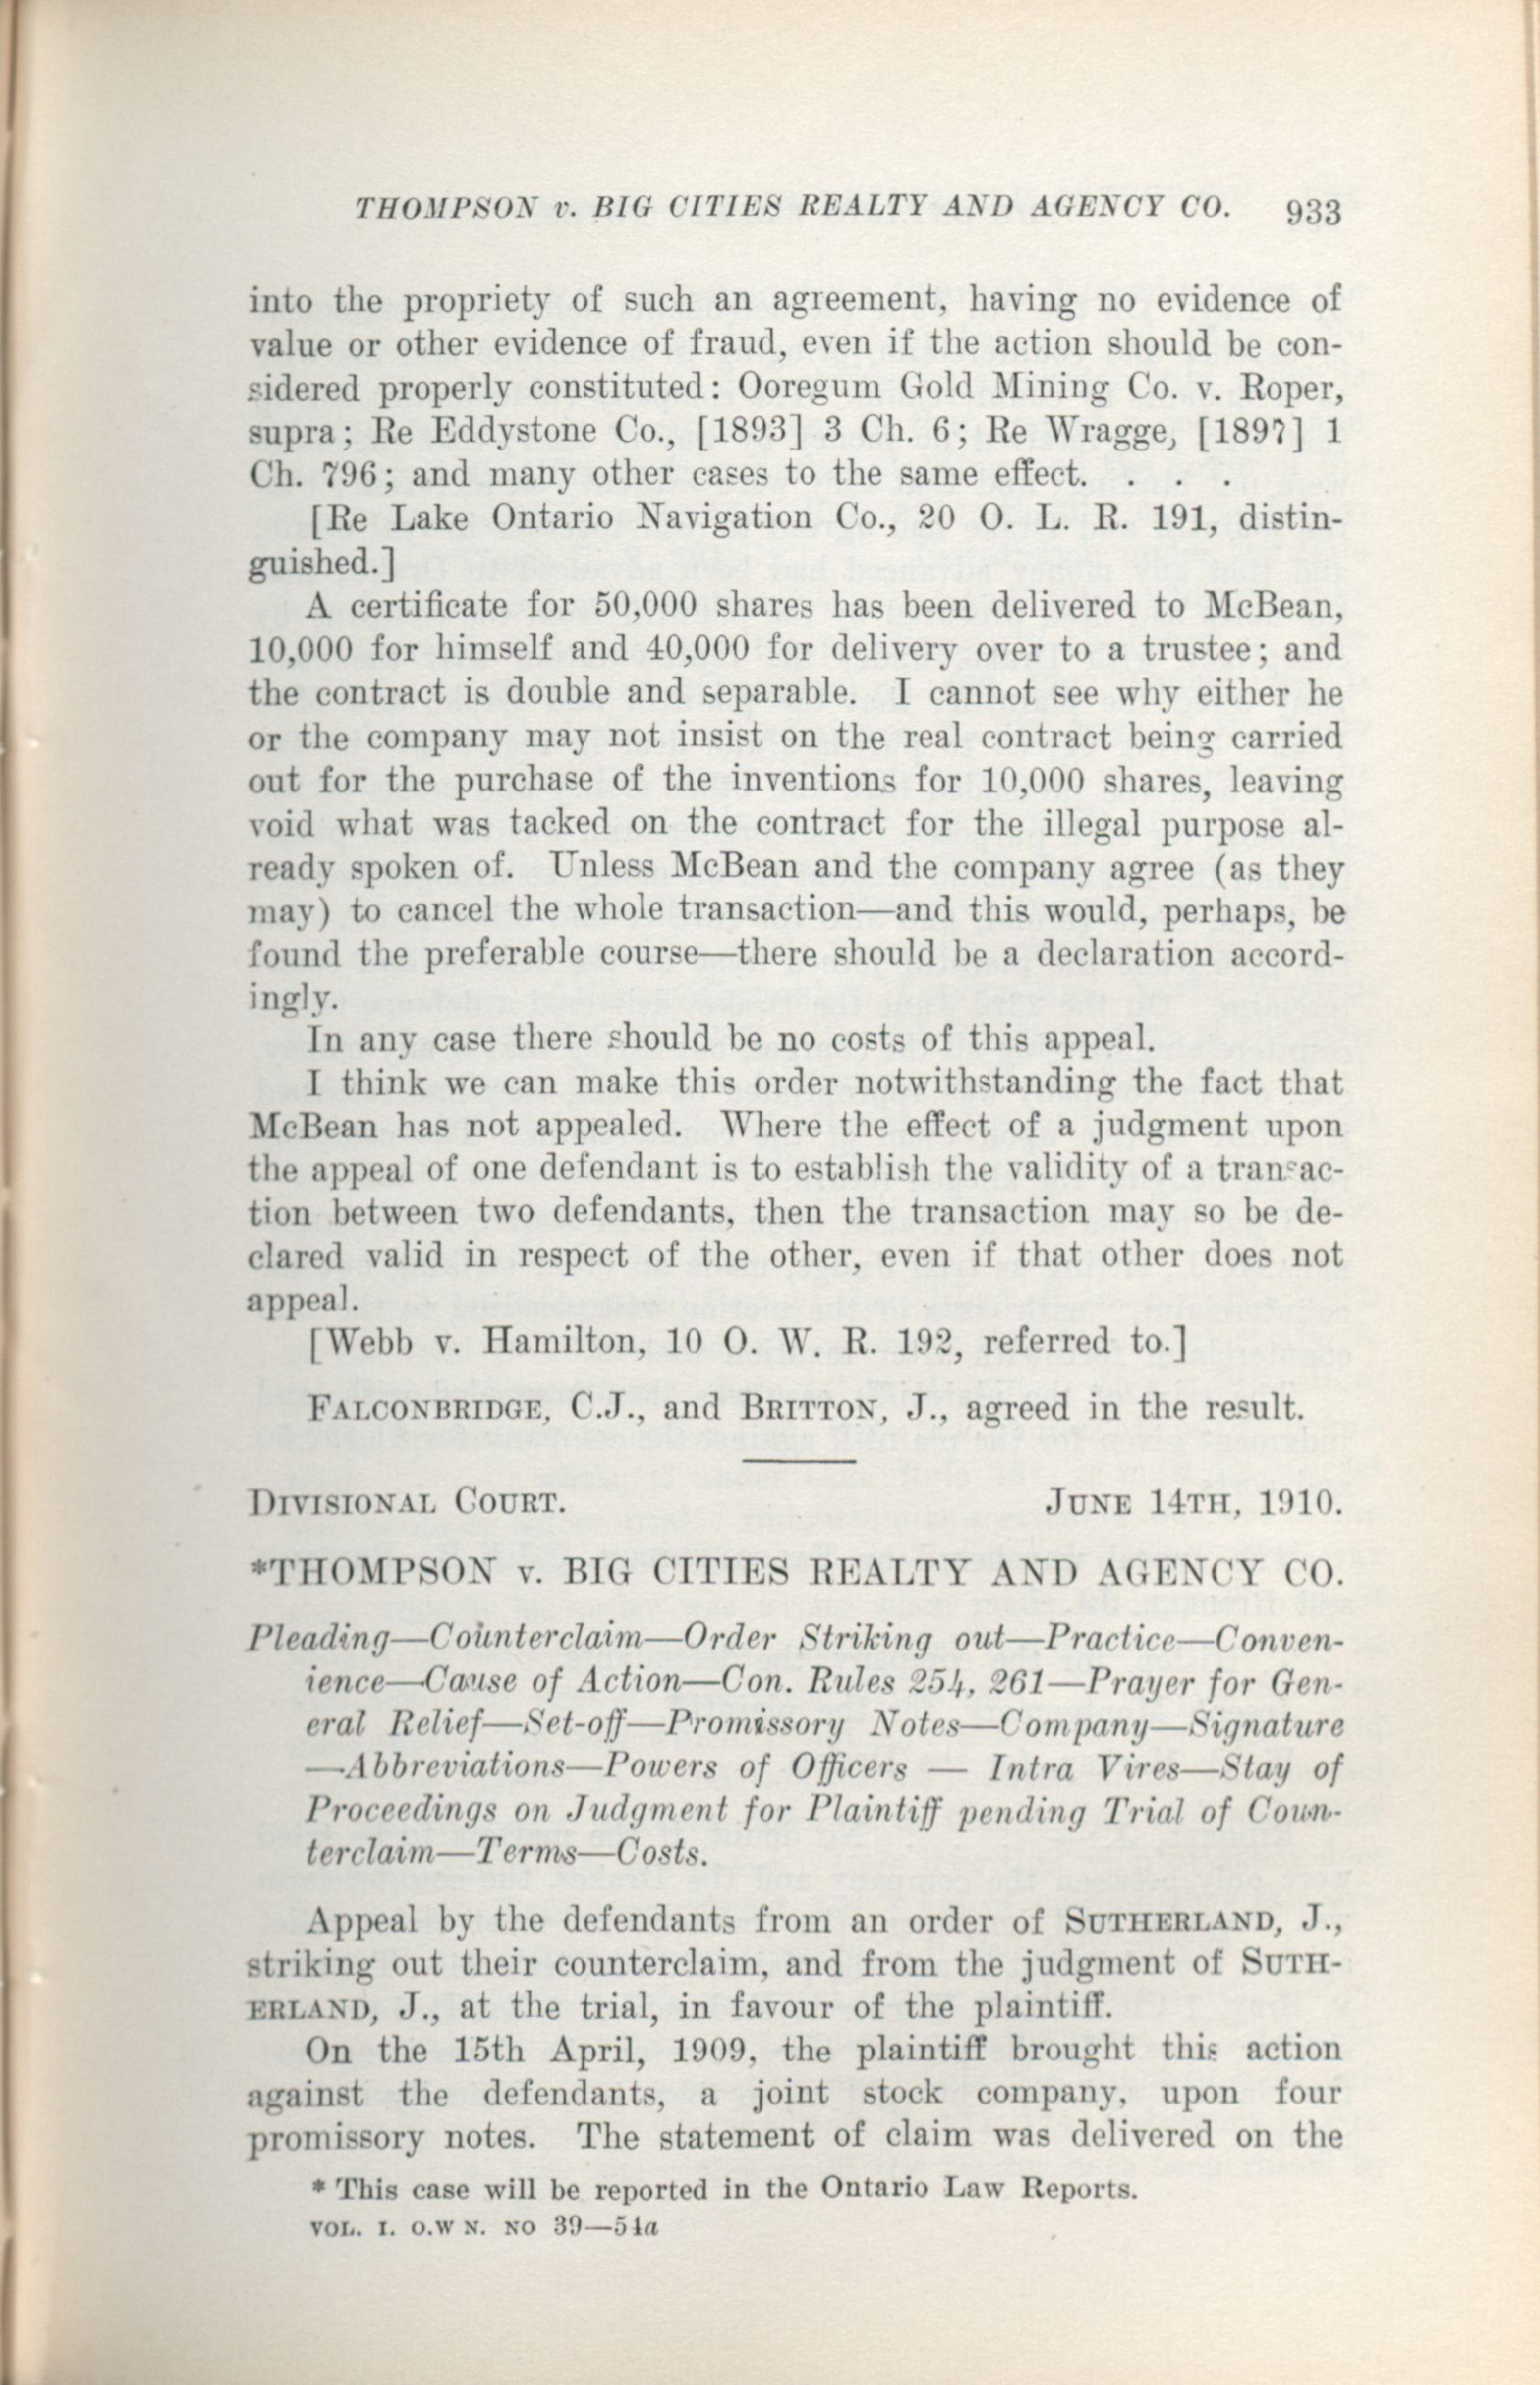 THOMPSON v. BIG CITIES REALTY AND AGENCY CO. 933
into the propriety of such an agreement, having no evidence of
value or other evidence of fraud, even if the action should be con-
sidered properly constituted: Ooregum Gold Mining Co. v. Roper,
supra; Re Eddystone Co., [1893] 3 Ch. 6; Re Wragge, [1897] 1
Ch. 796; and many other cases to the same effect. . . .
[Re Lake Ontario Navigation Co., 20 O. L. R. 191, distin-
guished.]
A certificate for 50,000 shares has been delivered to McBean,
10,000 for himself and 40,000 for delivery over to a trustee; and
the contract is double and separable. I cannot see why either he
or the company may not insist on the real contract being carried
out for the purchase of the inventions for 10,000 shares, leaving
void what was tacked on the contract for the illegal purpose al-
ready spoken of. Unless McBean and the company agree (as they
may) to cancel the whole transaction—and this would, perhaps, be
found the preferable course—there should be a declaration accord-
ingly.
In any case there should be no costs of this appeal.
I think we can make this order notwithstanding the fact that
McBean has not appealed. Where the effect of a judgment upon
the appeal of one defendant is to establish the validity of a transac-
tion between two defendants, then the transaction may so be de-
clared valid in respect of the other, even if that other does not
appeal.
[Webb v. Hamilton, 10 O. W. R. 192, referred to.]
FALCONBRIDGE, C.J., and BRITTON, J., agreed in the result.
DIVISIONAL COURT. JUNE 14TH, 1910.
*THOMPSON v. BIG CITIES REALTY AND AGENCY CO.
Pleading—Counterclaim—Order Striking out—Practice—Conven-
ience—Cause of Action—Con. Rules 254, 261—Prayer for Gen-
eral Relief—Set-off—Promissory Notes—Company—Signature
—Abbreviations—Powers of Officers — Intra Vires—Stay of
Proceedings on Judgment for Plaintiff pending Trial of Coun-
terclaim—Terms—Costs.
Appeal by the defendants from an order of SUTHERLAND, J.,
striking out their counterclaim, and from the judgment of SUTH-
ERLAND, J., at the trial, in favour of the plaintiff.
On the 15th April, 1909, the plaintiff brought this action
against the defendants, a joint stock company, upon four
promissory notes. The statement of claim was delivered on the
* This case will be reported in the Ontario Law Reports.
VOL. I. O.W N. NO 39—51a